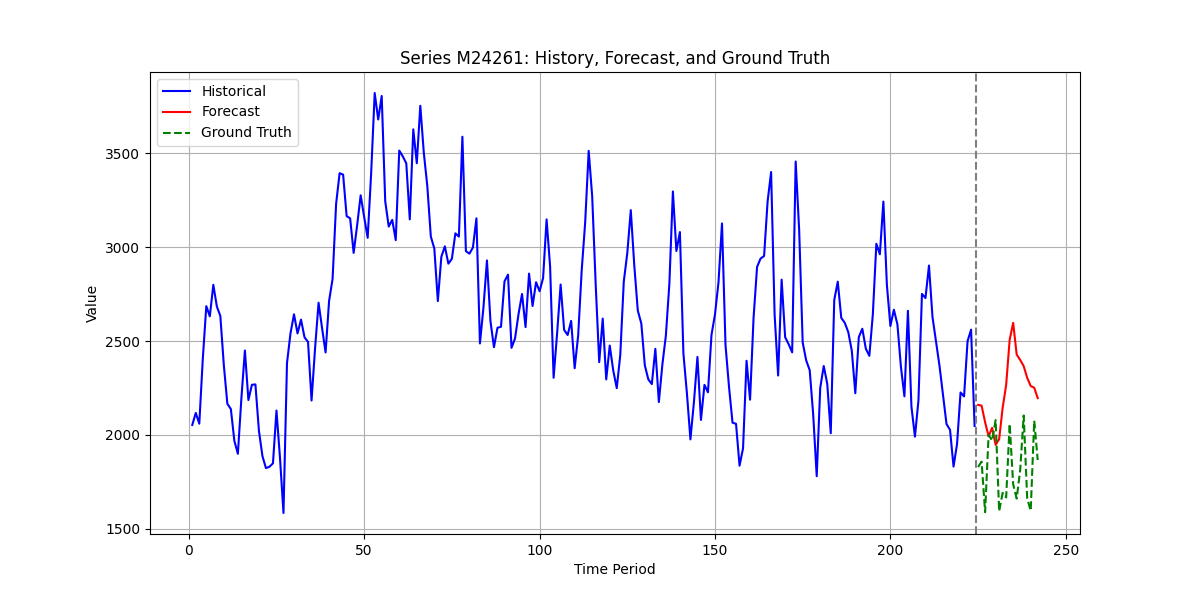 Series M24261: History, Forecast, and Ground Truth
Historical
Forecast
Ground Truth
Value
3500
3000
2500
2000
1500
0
50
100
150
200
250
Time Period